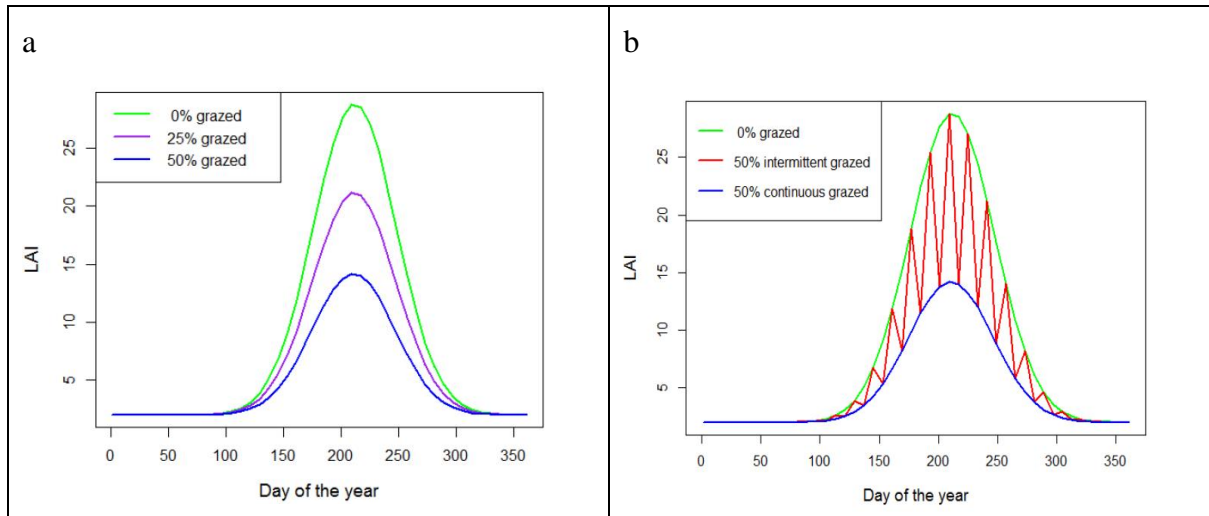 a
0% grazed
25% grazed
50% grazed
25
20
15
10
5
LAI
0 50 100 150 200 250 300 350
Day of the year
b
0% grazed
50% intermittent grazed
50% continuous grazed
25
20
15
10
5
LAI
0 50 100 150 200 250 300 350
Day of the year